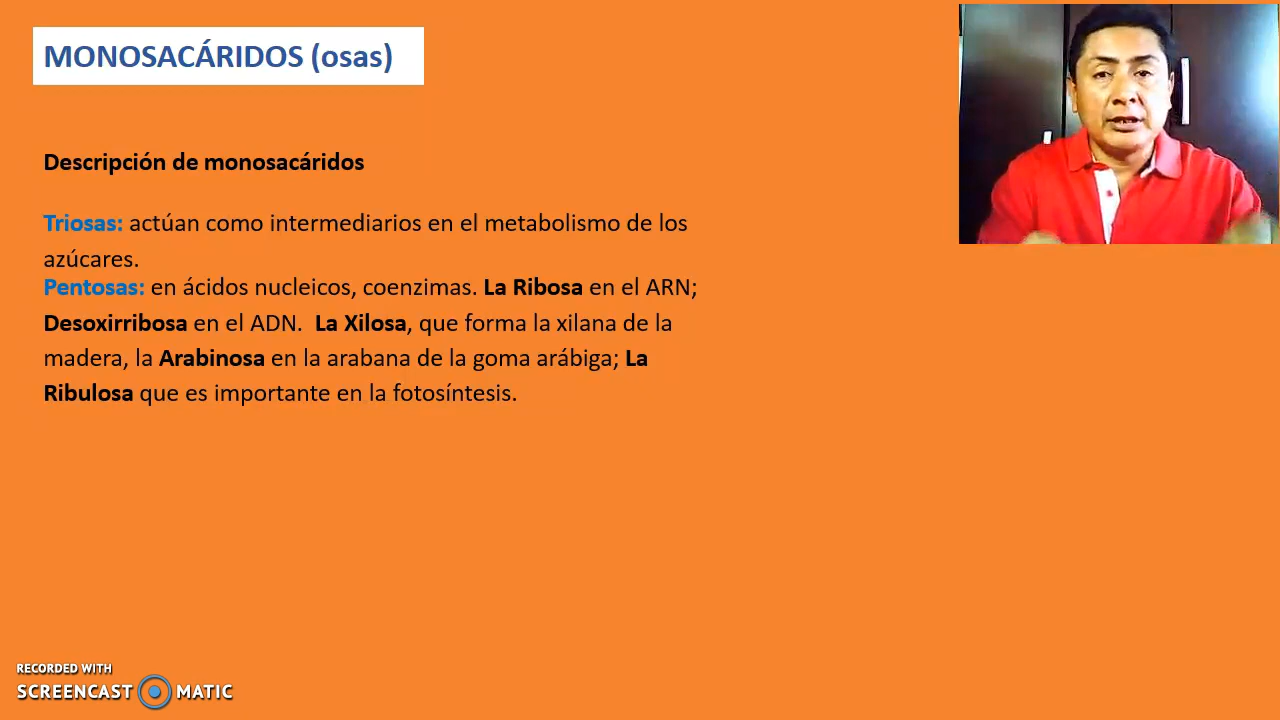 MONOSACÁRIDOS (osas)
Descripción de monosacáridos
Triosas: actúan como intermediarios en el metabolismo de los
azúcares.
Pentosas: en ácidos nucleicos, coenzimas. La Ribosa en el ARN;
Desoxirribosa en el ADN.  La Xilosa, que forma la xilana de la
madera, la Arabinosa en la arabana de la goma arábiga; La
Ribulosa que es importante en la fotosíntesis.
RECORDED WITH
SCREENCAST MATIC